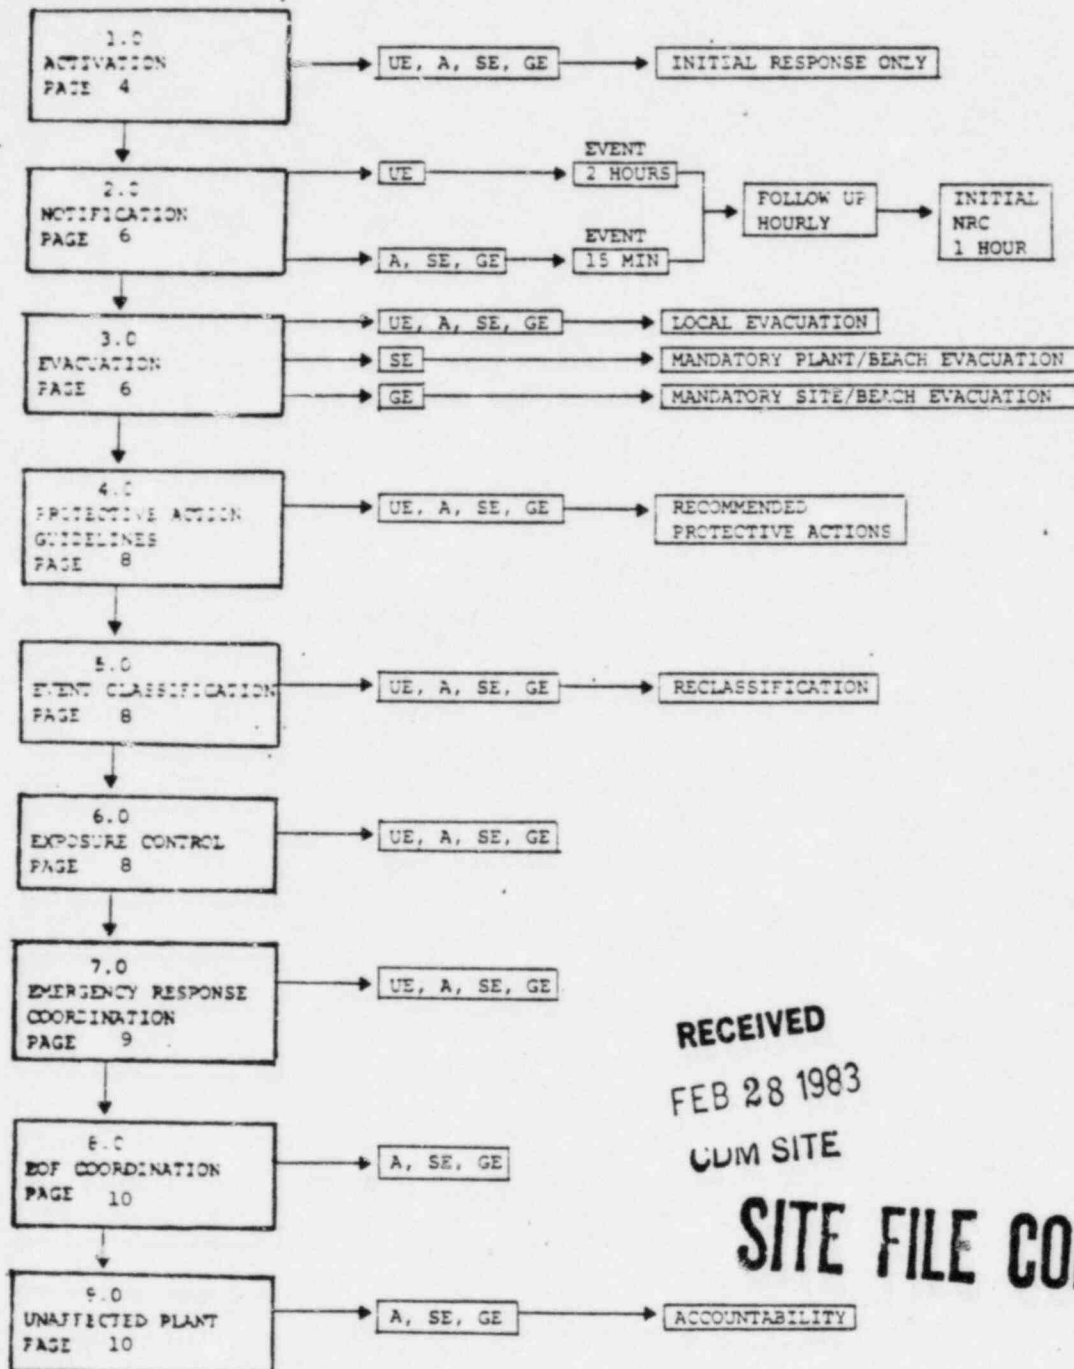 1.0
ACTIVATION
PAGE 4
UE, A, SE, GE
INITIAL RESPONSE ONLY
2.0
NOTIFICATION
PAGE 6
UE
EVENT
2 HOURS
A, SE, GE
EVENT
15 MIN
FOLLOW UP
HOURLY
INITIAL
NRC
1 HOUR
3.0
EVACUATION
PAGE 6
UE, A, SE, GE
LOCAL EVACUATION
SE
MANDATORY PLANT/BEACH EVACUATION
GE
MANDATORY SITE/BEACH EVACUATION
4.0
PROTECTIVE ACTION
GUIDELINES
PAGE 8
UE, A, SE, GE
RECOMMENDED
PROTECTIVE ACTIONS
5.0
EVENT CLASSIFICATION
PAGE 8
UE, A, SE, GE
RECLASSIFICATION
6.0
EXPOSURE CONTROL
PAGE 8
UE, A, SE, GE
7.0
EMERGENCY RESPONSE
COORDINATION
PAGE 9
UE, A, SE, GE
8.0
EOF COORDINATION
PAGE 10
A, SE, GE
9.0
UNAFFECTED PLANT
PAGE 10
A, SE, GE
ACCOUNTABILITY
RECEIVED
FEB 28 1983
CDM SITE
SITE FILE CO